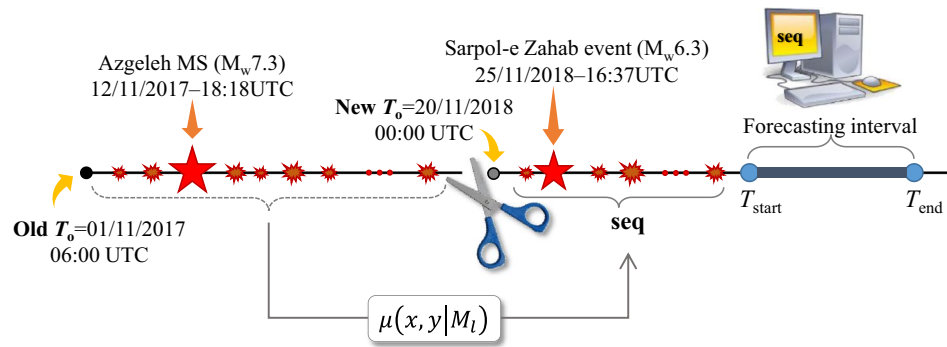 Azgeleh MS (Mw7.3)
12/11/2017–18:18UTC
Sarpol-e Zahab event (Mw6.3)
25/11/2018–16:37UTC
seq
New To=20/11/2018
00:00 UTC
Forecasting interval
Old To=01/11/2017
06:00 UTC
seq
Tstart
Tend
μ(x, y|Ml)